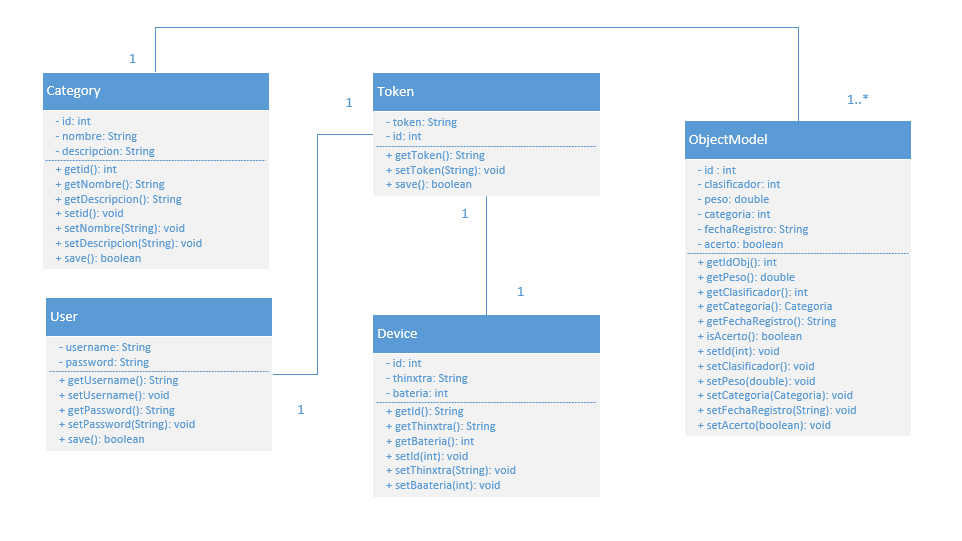 1
Category
- id: int
- nombre: String
- descripcion: String
+ getid(): int
+ getNombre(): String
+ getDescripcion(): String
+ setid(): void
+ setNombre(String): void
+ setDescripcion(String): void
+ save(): boolean
1
Token
- token: String
- id: int
+ getToken(): String
+ setToken(String): void
+ save(): boolean
1
1..*
ObjectModel
- id : int
- clasificador: int
- peso: double
- categoria: int
- fechaRegistro: String
- acerto: boolean
+ getIdObj(): int
+ getPeso(): double
+ getClasificador(): int
+ getCategoria(): Categoria
+ getFechaRegistro(): String
+ isAcerto(): boolean
+ setId(int): void
+ setClasificador(): void
+ setPeso(double): void
+ setCategoria(Categoria): void
+ setFechaRegistro(String): void
+ setAcerto(boolean): void
User
- username: String
- password: String
+ getUsername(): String
+ setUsername(): void
+ getPassword(): String
+ setPassword(String): void
+ save(): boolean
1
1
Device
- id: int
- thinxtra: String
- bateria: int
+ getId(): String
+ getThinxtra(): String
+ getBateria(): int
+ setId(int): void
+ setThinxtra(String): void
+ setBaateria(int): void